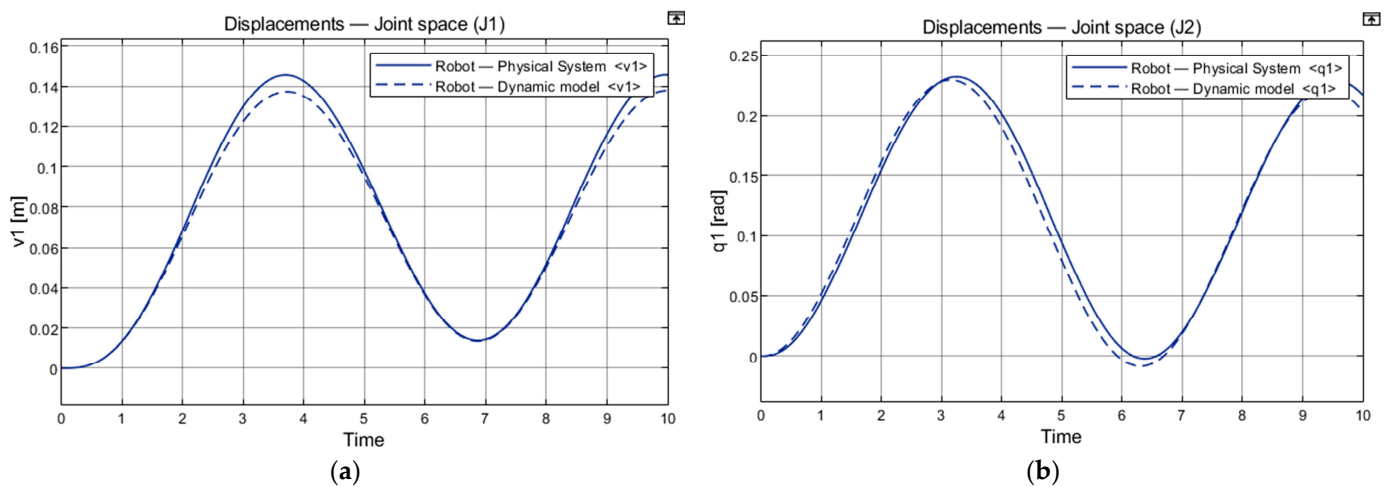 Displacements — Joint space (J1)
0.16
0.14
0.12
0.1
0.08
0.06
0.04
0.02
0
v1 [m]
Robot — Physical System <v1>
Robot — Dynamic model <v1>
0 1 2 3 4 5 6 7 8 9 10
Time
(a)
Displacements — Joint space (J2)
0.25
0.2
0.15
0.1
0.05
0
q1 [rad]
Robot — Physical System <q1>
Robot — Dynamic model <q1>
0 1 2 3 4 5 6 7 8 9 10
Time
(b)